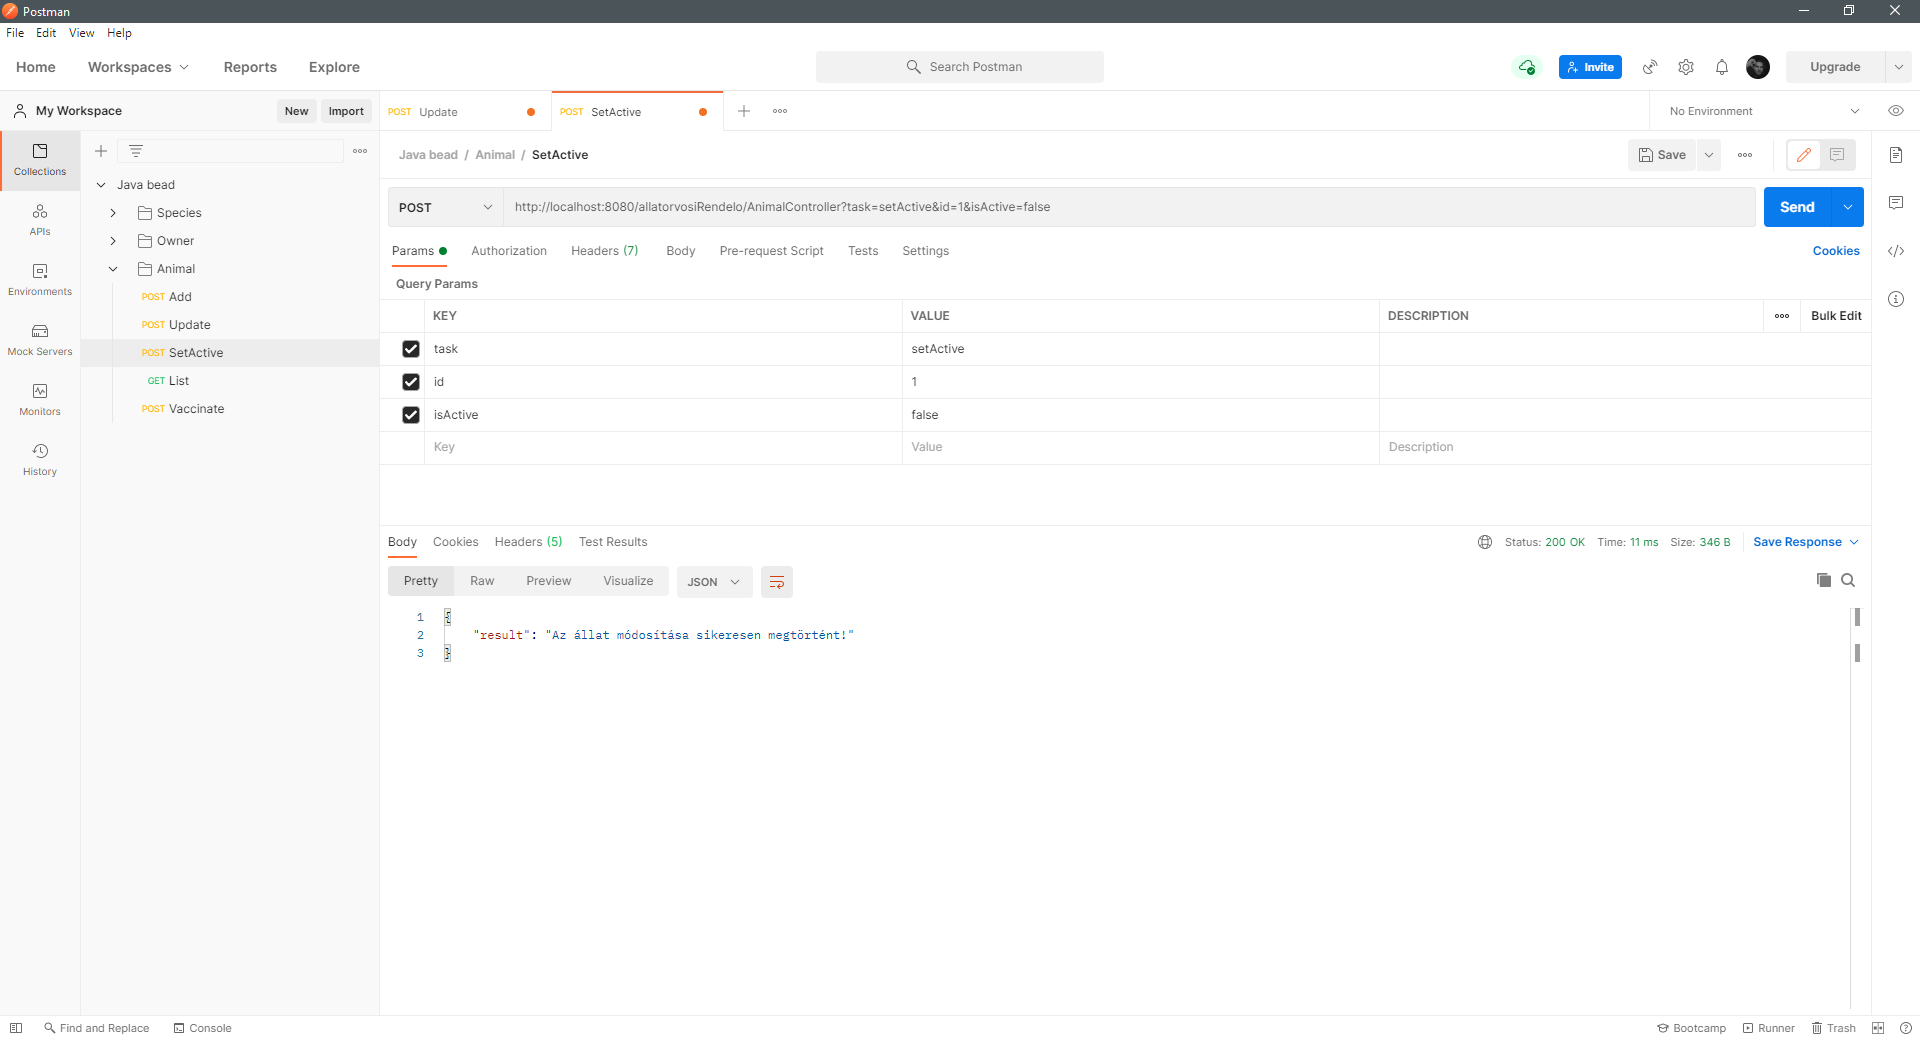 Postman
File Edit View Help
Home Workspaces Reports Explore Search Postman Invite Upgrade
My Workspace New Import POST Update POST SetActive No Environment
Collections
APIs
Environments
Mock Servers
Monitors
History
Java bead
Species
Owner
Animal
POST Add
POST Update
POST SetActive
GET List
POST Vaccinate
Java bead / Animal / SetActive Save
POST http://localhost:8080/allatorvosiRendelo/AnimalController?task=setActive&id=1&isActive=false Send
Params Authorization Headers (7) Body Pre-request Script Tests Settings Cookies
Query Params
KEY VALUE DESCRIPTION Bulk Edit
task setActive
id 1
isActive false
Key Value Description
Body Cookies Headers (5) Test Results Status: 200 OK Time: 11 ms Size: 346 B Save Response
Pretty Raw Preview Visualize JSON
1 {
2 "result": "Az állat módosítása sikeresen megtörtént!"
3 }
Find and Replace Console Bootcamp Runner Trash